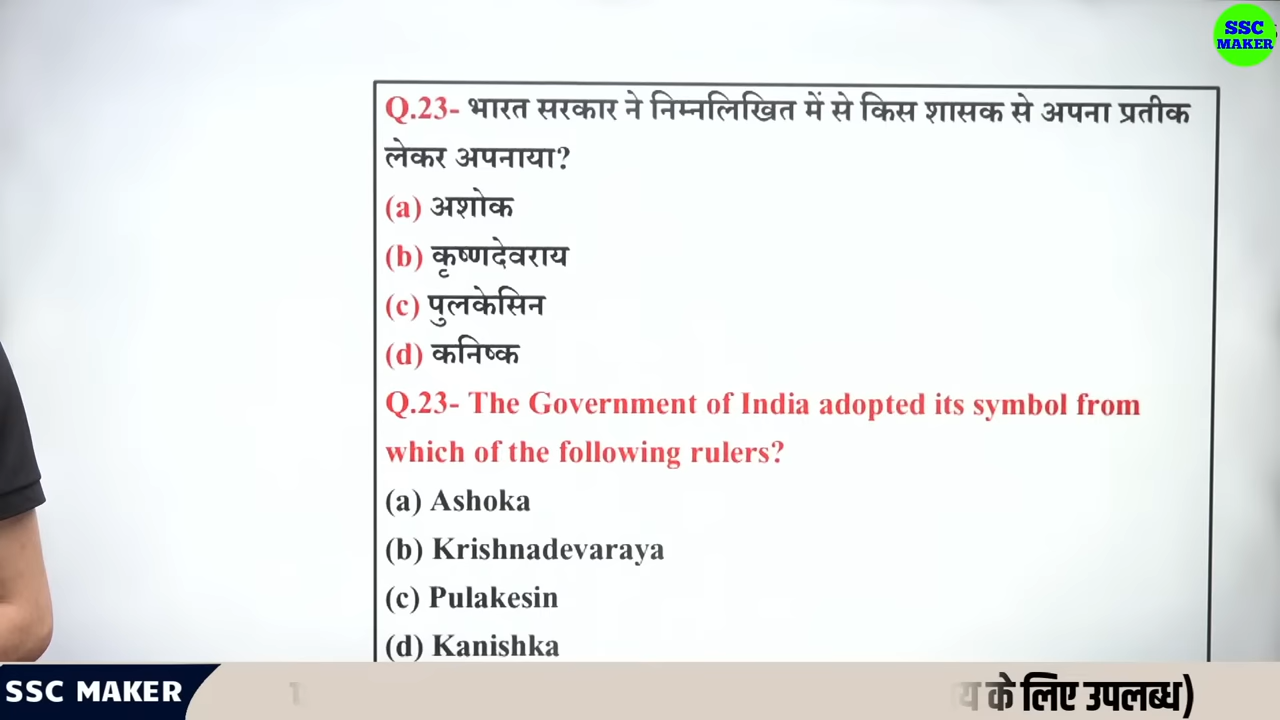 SSC
MAKER
Q.23- भारत सरकार ने निम्नलिखित में से किस शासक से अपना प्रतीक
लेकर अपनाया?
(a) अशोक
(b) कृष्णदेवराय
(c) पुलकेसिन
(d) कनिष्क
Q.23- The Government of India adopted its symbol from
which of the following rulers?
(a) Ashoka
(b) Krishnadevaraya
(c) Pulakesin
(d) Kanishka
SSC MAKER
के लिए उपलब्ध)